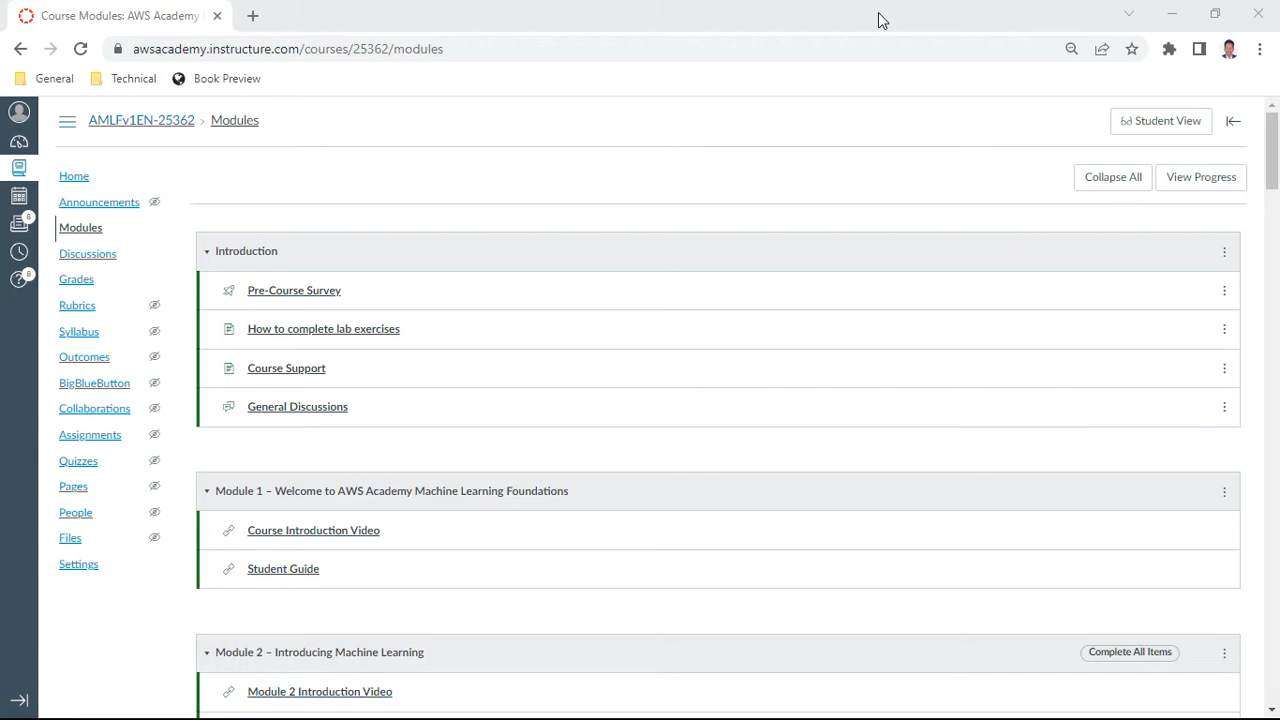 Course Modules: AWS Academy
awsacademy.instructure.com/courses/25362/modules
General
Technical
Book Preview
AMLFv1EN-25362 › Modules
Student View
Collapse All
View Progress
Home
Announcements
Modules
Discussions
Grades
Rubrics
Syllabus
Outcomes
BigBlueButton
Collaborations
Assignments
Quizzes
Pages
People
Files
Settings
8
8
Introduction
Pre-Course Survey
How to complete lab exercises
Course Support
General Discussions
Module 1 – Welcome to AWS Academy Machine Learning Foundations
Course Introduction Video
Student Guide
Module 2 – Introducing Machine Learning
Complete All Items
Module 2 Introduction Video